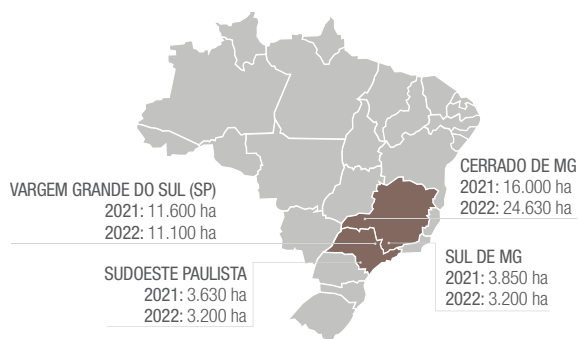 CERRADO DE MG
2021: 16.000 ha
2022: 24.630 ha
VARGEM GRANDE DO SUL (SP)
2021: 11.600 ha
2022: 11.100 ha
SUL DE MG
2021: 3.850 ha
2022: 3.200 ha
SUDOESTE PAULISTA
2021: 3.630 ha
2022: 3.200 ha